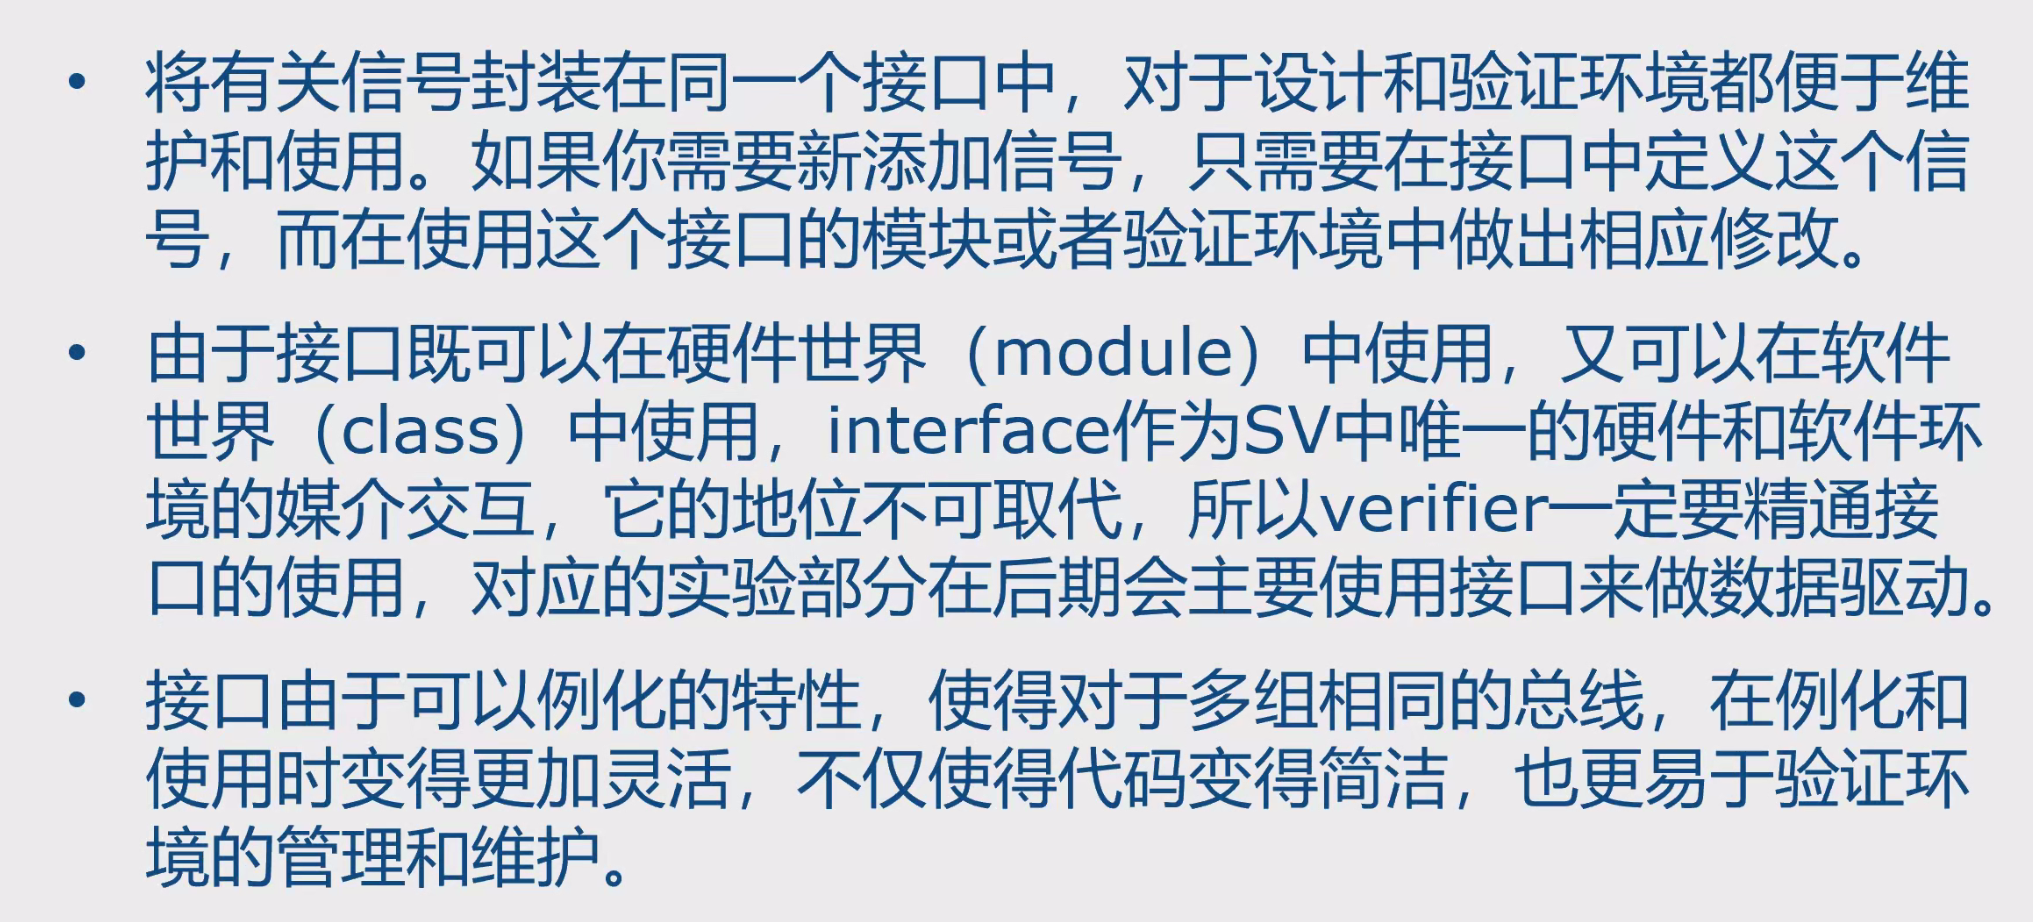 • 将有关信号封装在同一个接口中，对于设计和验证环境都便于维
护和使用。如果你需要新添加信号，只需要在接口中定义这个信
号，而在使用这个接口的模块或者验证环境中做出相应修改。
• 由于接口既可以在硬件世界（module）中使用，又可以在软件
世界（class）中使用，interface作为SV中唯一的硬件和软件环
境的媒介交互，它的地位不可取代，所以verifier一定要精通接
口的使用，对应的实验部分在后期会主要使用接口来做数据驱动。
• 接口由于可以例化的特性，使得对于多组相同的总线，在例化和
使用时变得更加灵活，不仅使得代码变得简洁，也更易于验证环
境的管理和维护。